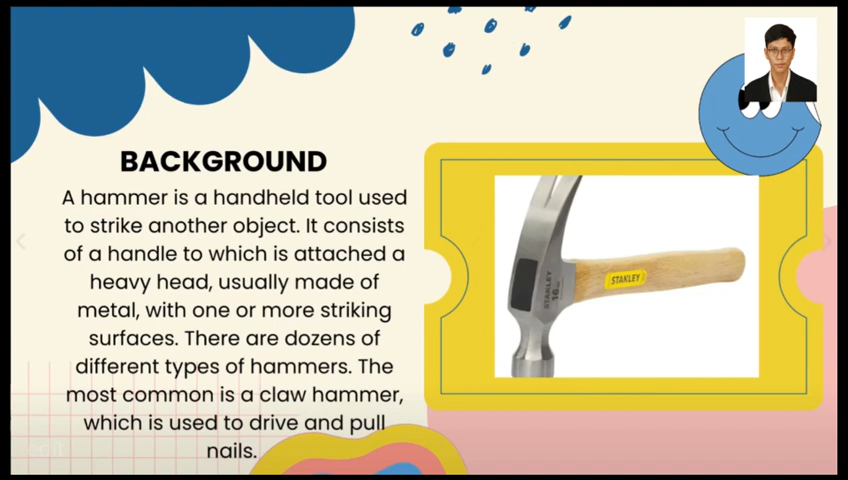 BACKGROUND
A hammer is a handheld tool used
to strike another object. It consists
of a handle to which is attached a
heavy head, usually made of
metal, with one or more striking
surfaces. There are dozens of
different types of hammers. The
most common is a claw hammer,
which is used to drive and pull
nails.
STANLEY
STANLEY
16 oz